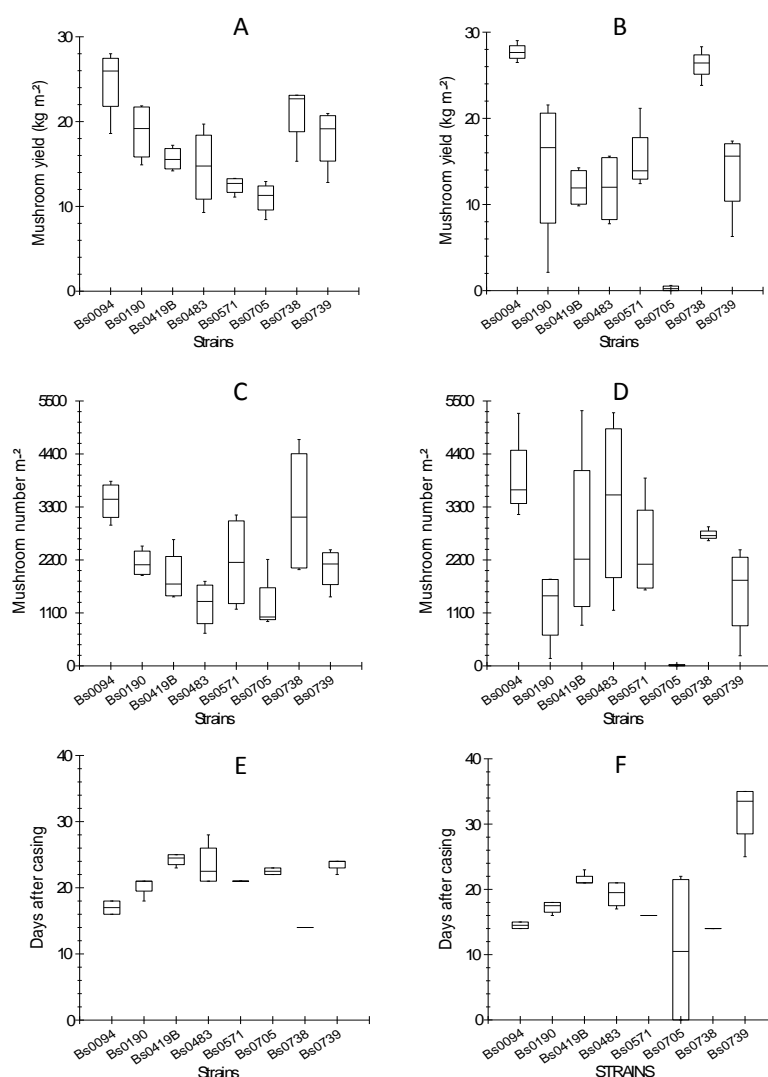 A
Mushroom yield (kg m-²)
30
20
10
0
Bs0094 Bs0190 Bs0419B Bs0483 Bs0571 Bs0705 Bs0738 Bs0739
Strains
B
Mushroom yield (kg m-²)
30
20
10
0
Bs0094 Bs0190 Bs0419B Bs0483 Bs0571 Bs0705 Bs0738 Bs0739
Strains
C
Mushroom number m-²
5500
4400
3300
2200
1100
0
Bs0094 Bs0190 Bs0419B Bs0483 Bs0571 Bs0705 Bs0738 Bs0739
Strains
D
Mushroom number m-²
5500
4400
3300
2200
1100
0
Bs0094 Bs0190 Bs0419B Bs0483 Bs0571 Bs0705 Bs0738 Bs0739
Strains
E
Days after casing
40
30
20
10
0
Bs0094 Bs0190 Bs0419B Bs0483 Bs0571 Bs0705 Bs0738 Bs0739
Strains
F
Days after casing
40
30
20
10
0
Bs0094 Bs0190 Bs0419B Bs0483 Bs0571 Bs0705 Bs0738 Bs0739
STRAINS